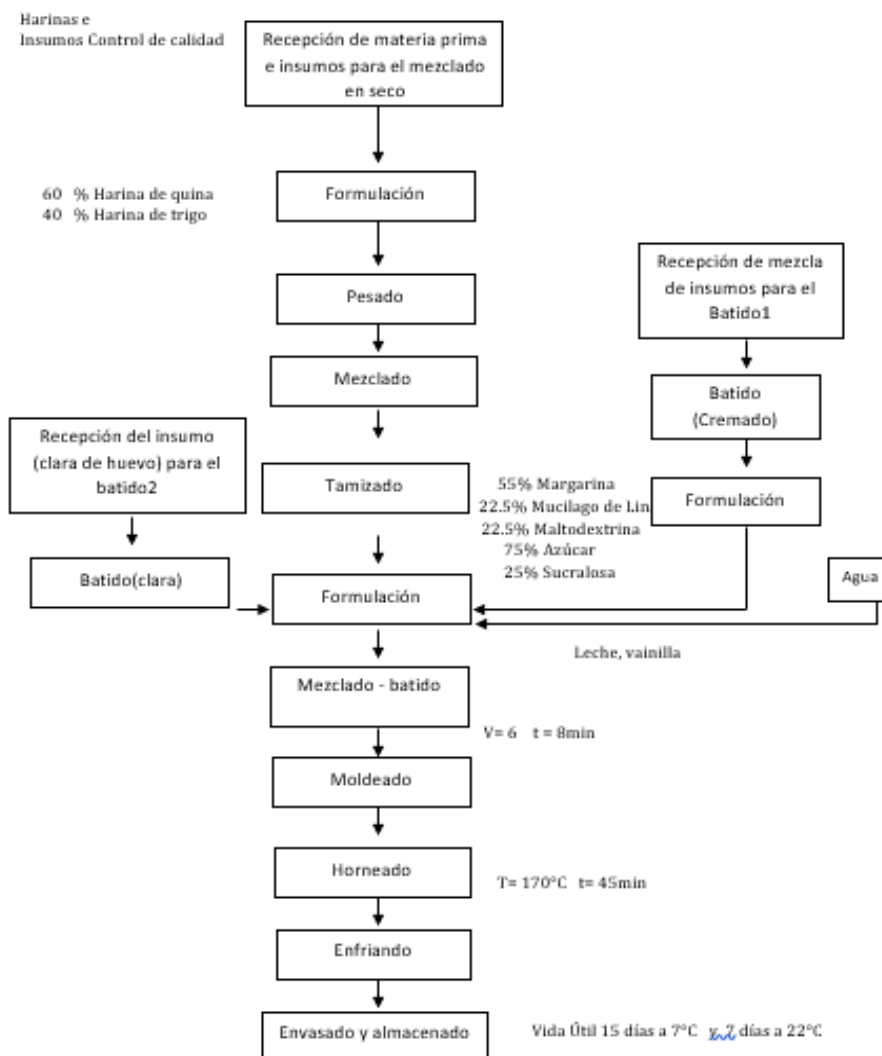 Harinas e
Insumos Control de calidad
Recepción de materia prima
e insumos para el mezclado
en seco
60 % Harina de quina
40 % Harina de trigo
Formulación
Pesado
Recepción de mezcla
de insumos para el
Batido1
Mezclado
Batido
(Cremado)
Recepción del insumo
(clara de huevo) para el
batido2
Tamizado
55% Margarina
22.5% Mucilago de Lin
22.5% Maltodextrina
75% Azúcar
25% Sucralosa
Formulación
Batido(clara)
Formulación
Agua
Leche, vainilla
Mezclado - batido
V= 6 t = 8min
Moldeado
Horneado
T= 170°C t= 45min
Enfriando
Envasado y almacenado
Vida Útil 15 días a 7°C y 7 días a 22°C